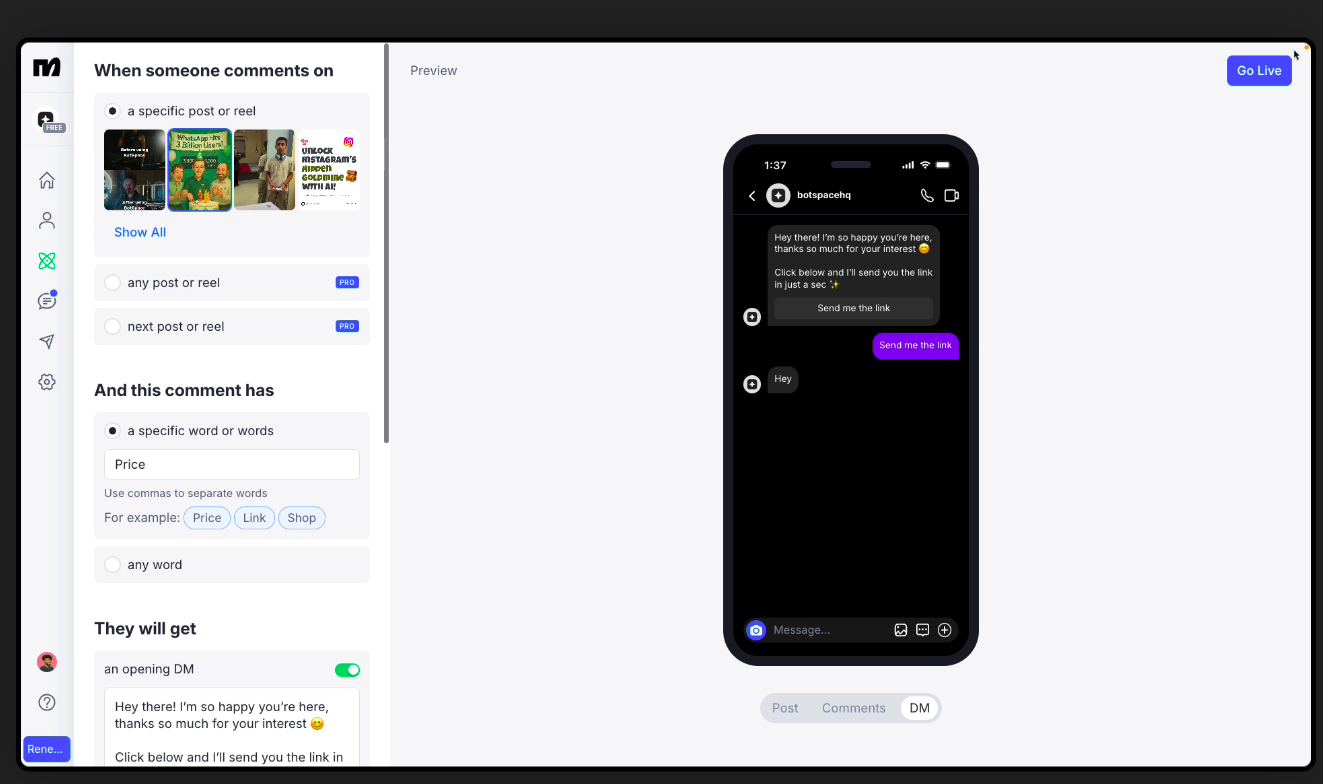 When someone comments on
a specific post or reel
Before using
BotSpace
After using
BotSpace
WhatsApp Hits
3 Billion Users!
UNLOCK
INSTAGRAM'S
HIDDEN
GOLDMINE
WITH AI!
Show All
any post or reel
PRO
next post or reel
PRO
And this comment has
a specific word or words
Price
Use commas to separate words
For example: Price Link Shop
any word
They will get
an opening DM
Hey there! I'm so happy you're here,
thanks so much for your interest 😊
Click below and I'll send you the link in
FREE
Rene...
Preview
Go Live
1:37
botspacehq
Hey there! I'm so happy you're here,
thanks so much for your interest 😊
Click below and I'll send you the link
in just a sec ✨
Send me the link
Send me the link
Hey
Message...
Post Comments DM